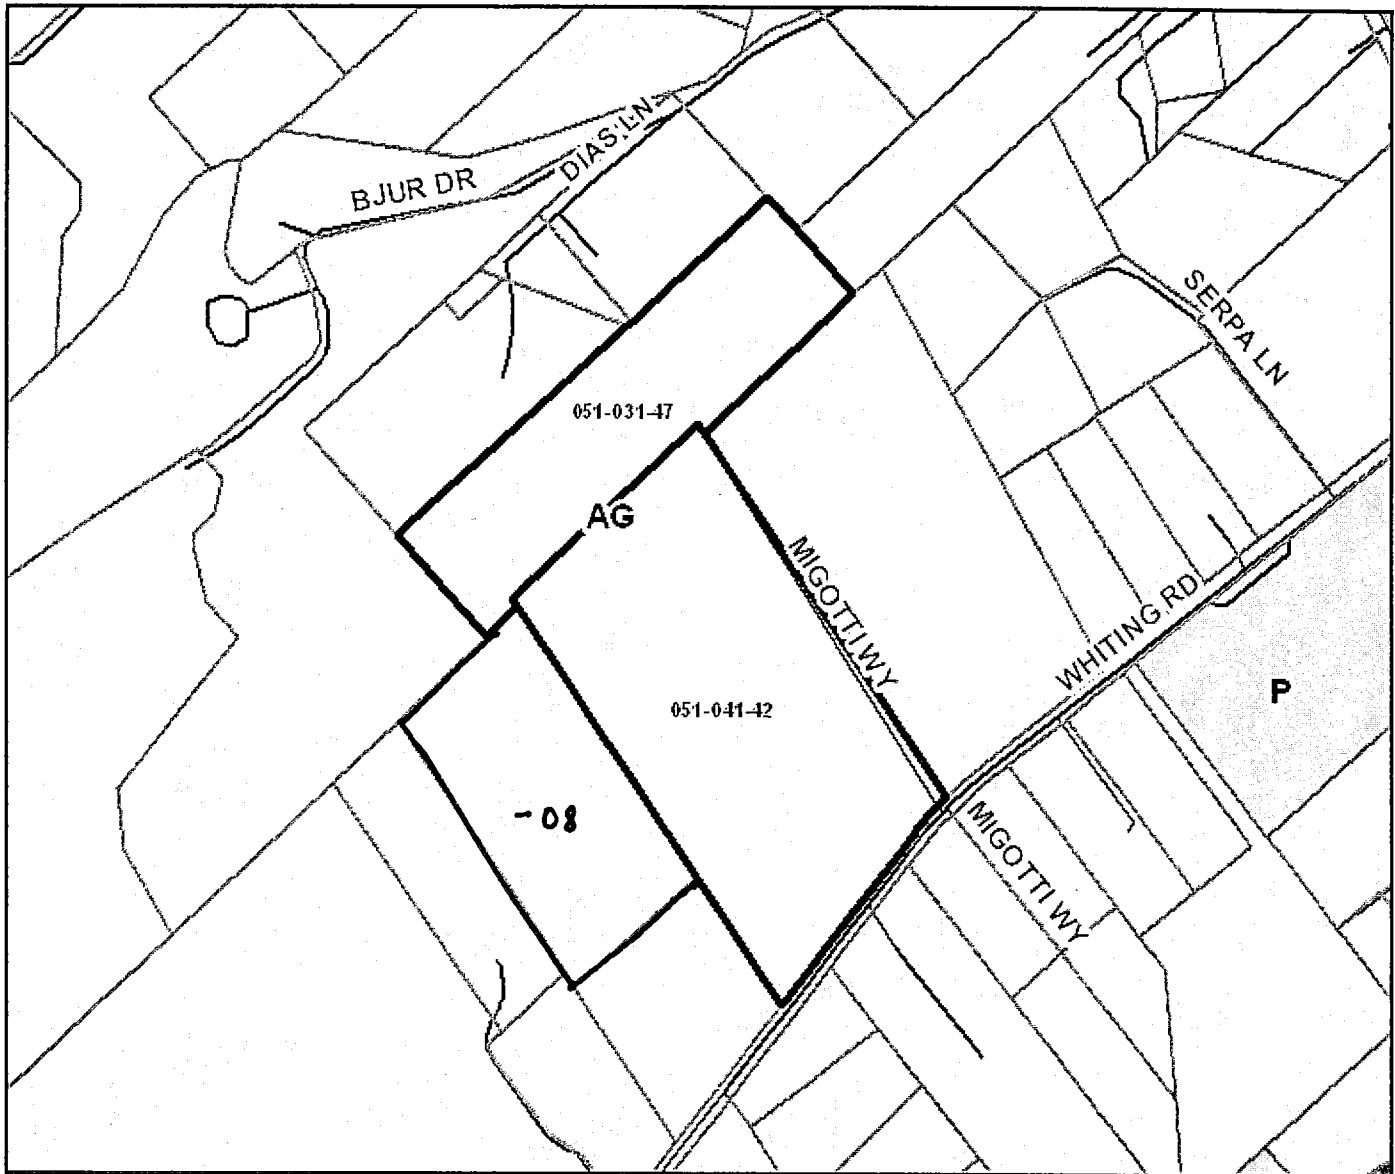 BJUR DR
DIAS LN
SERPA LN
051-031-47
AG
MIGOTTI WY
WHITING RD
P
051-041-42
-08
MIGOTTI WY